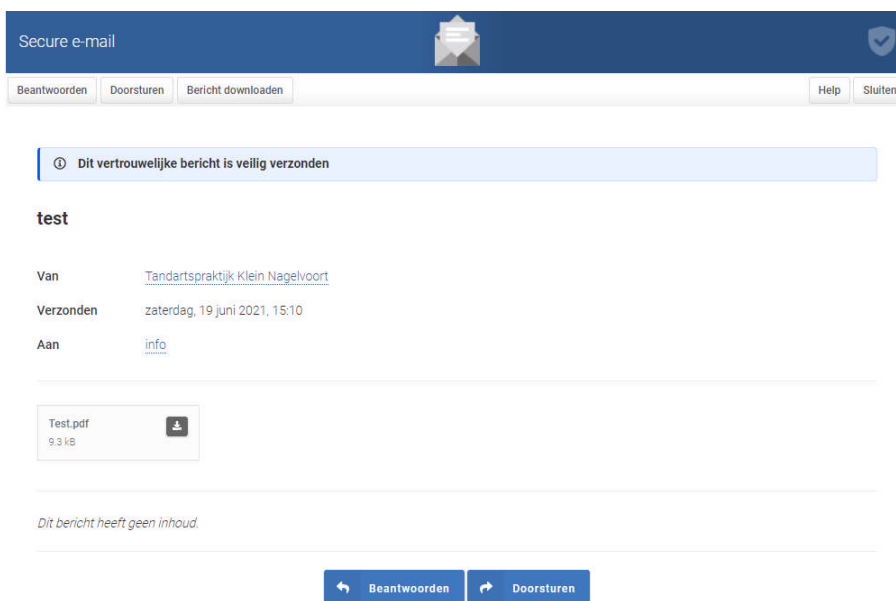 Secure e-mail
Beantwoorden Doorsturen Bericht downloaden Help Sluiten
Dit vertrouwelijke bericht is veilig verzonden
test
Van Tandartspraktijk Klein Nagelvoort
Verzonden zaterdag, 19 juni 2021, 15:10
Aan info
Test.pdf
9.3 kB
Dit bericht heeft geen inhoud.
Beantwoorden Doorsturen